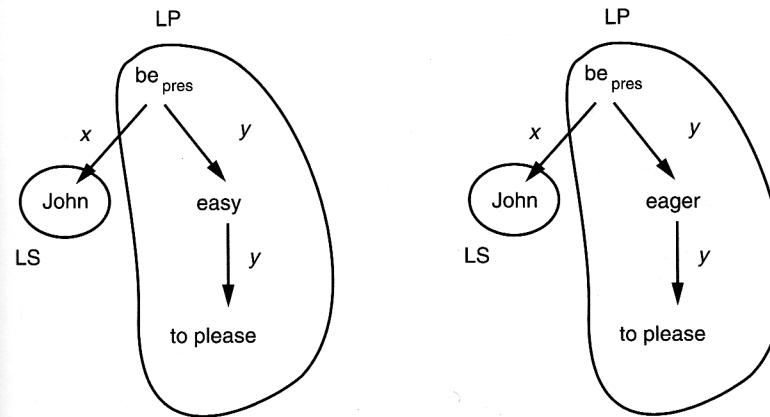 LP
be pres
x
y
John
easy
LS
y
to please
LP
be pres
x
y
John
eager
LS
y
to please